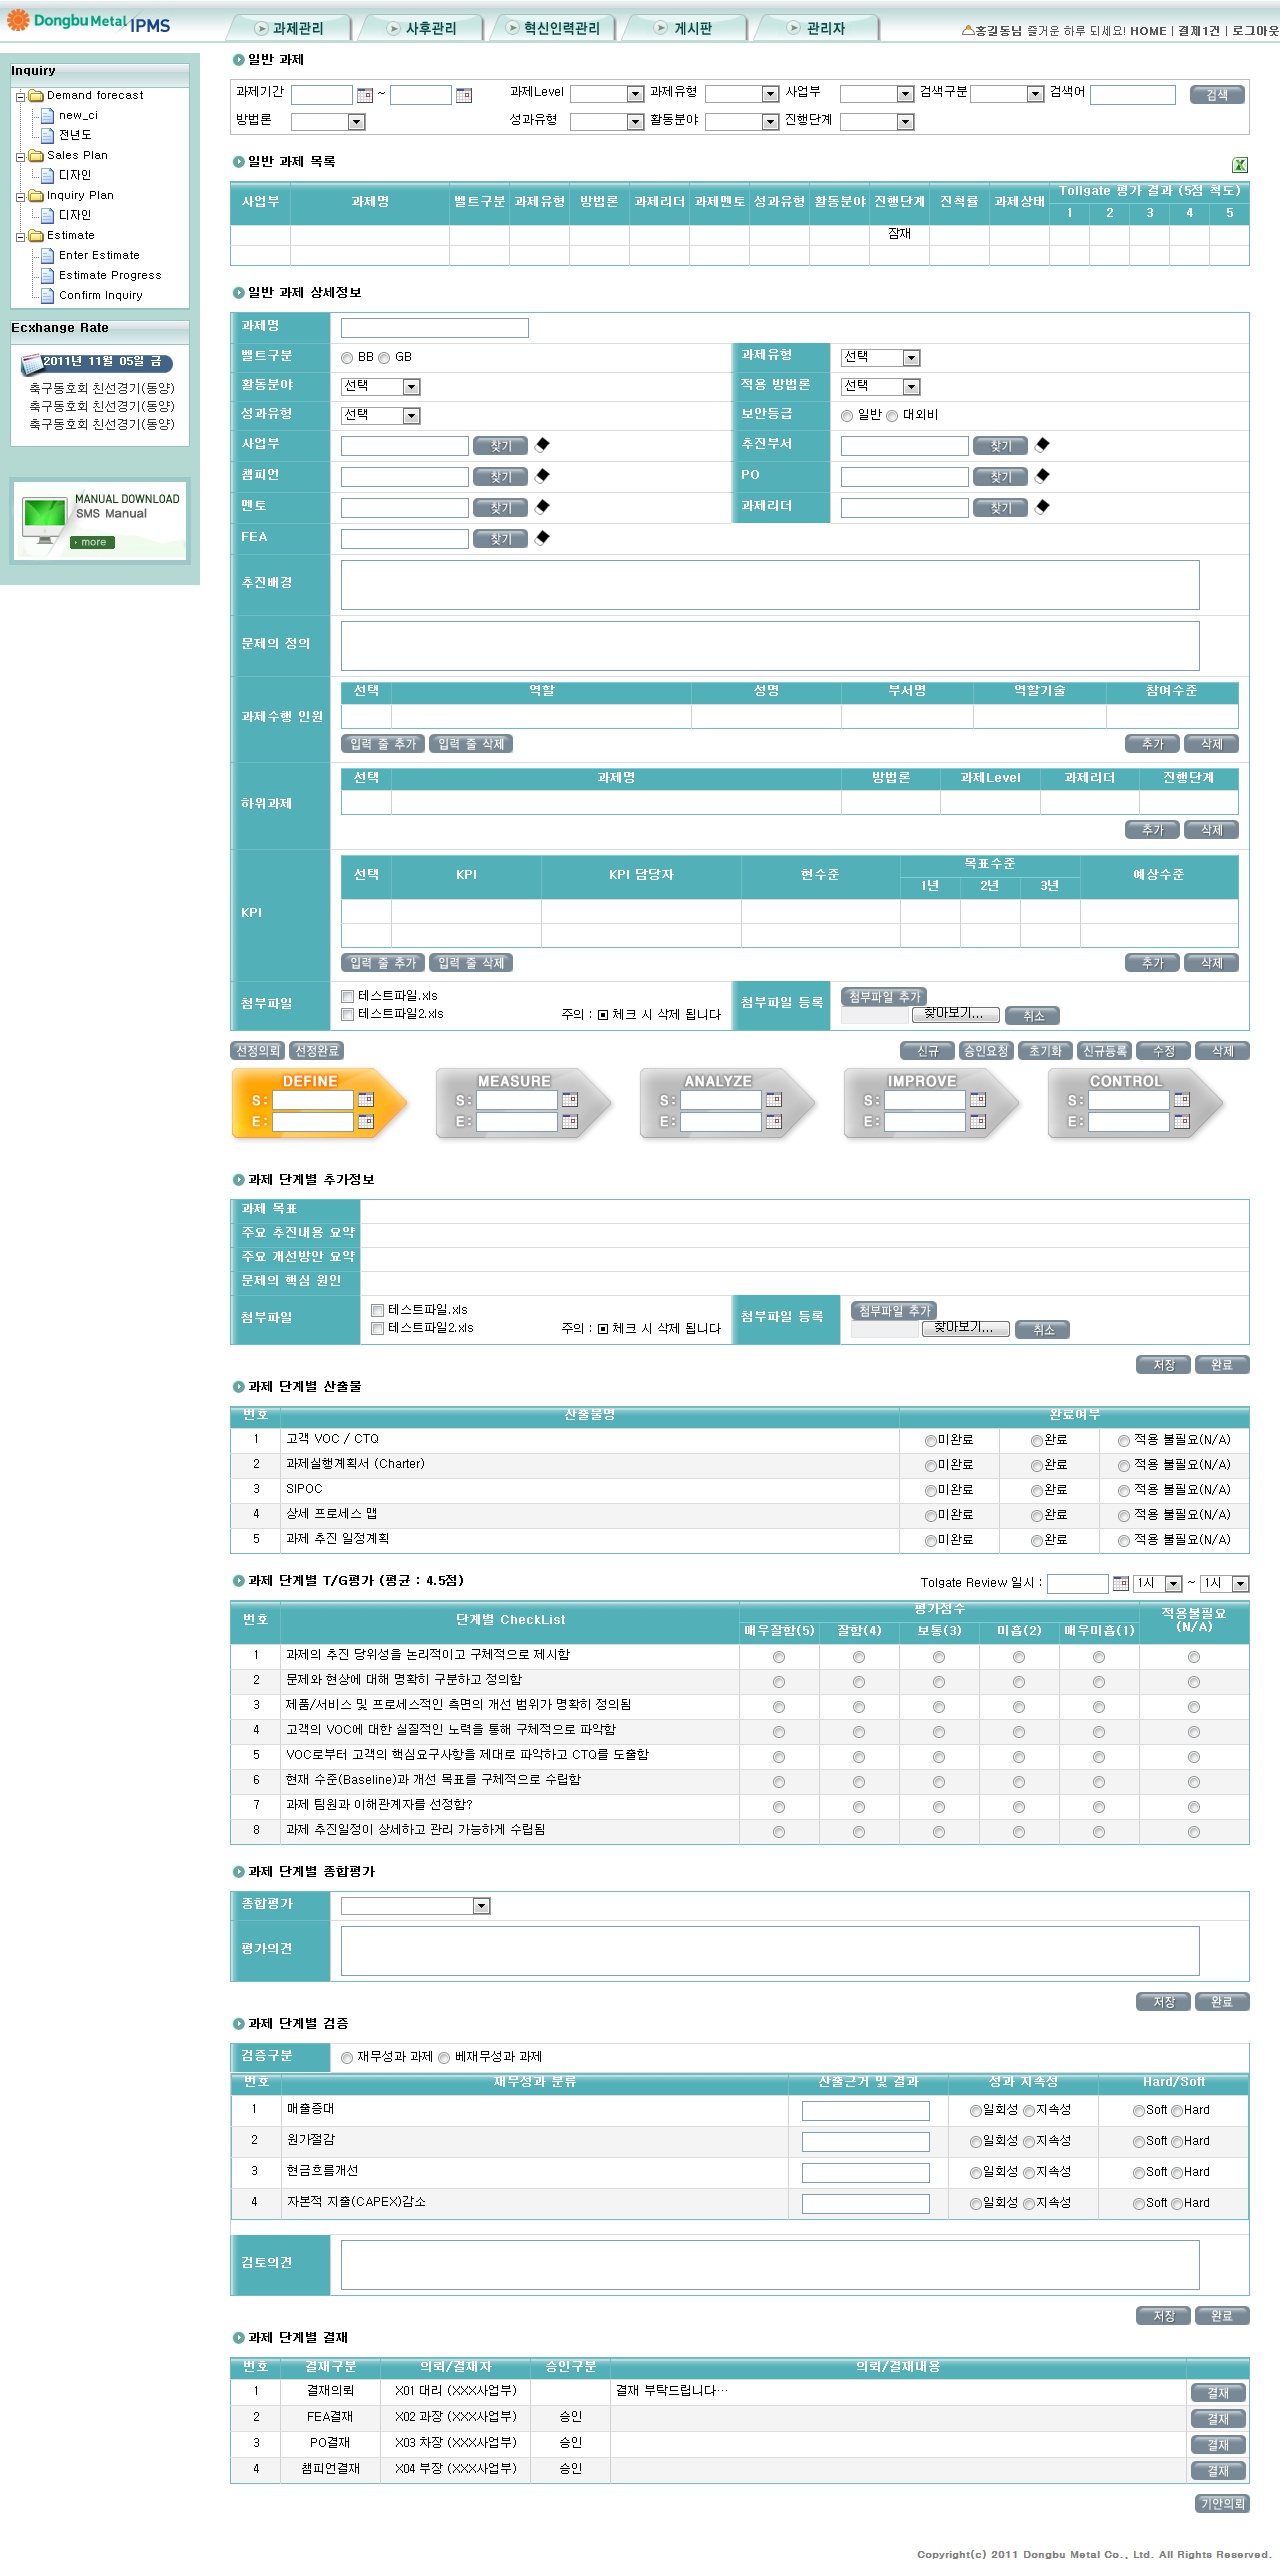 Dongbu Metal IPMS
과제관리 사후관리 혁신인력관리 게시판 관리자
홍길동님 즐거운 하루 되세요! HOME | 결제1건 | 로그아웃
Inquiry
Demand forecast
new_ci
전년도
Sales Plan
디자인
Inquiry Plan
디자인
Estimate
Enter Estimate
Estimate Progress
Confirm Inquiry
Ecxhange Rate
2011년 11월 05일 금
축구동호회 친선경기(동양)
축구동호회 친선경기(동양)
축구동호회 친선경기(동양)
MANUAL DOWNLOAD
SMS Manual
more
일반 과제
과제기간 ~ 과제Level 과제유형 사업부 검색구분 검색어 검색
방법론 성과유형 활동분야 진행단계
일반 과제 목록
사업부 과제명 벨트구분 과제유형 방법론 과제리더 과제멘토 성과유형 활동분야 진행단계 진척률 과제상태 Tollgate 평가 결과 (5점 척도)
1 2 3 4 5
잠재
일반 과제 상세정보
과제명
벨트구분 BB GB 과제유형 선택
활동분야 선택 적용 방법론 선택
성과유형 선택 보안등급 일반 대외비
사업부 찾기 추진부서 찾기
챔피언 찾기 PO 찾기
멘토 찾기 과제리더 찾기
FEA 찾기
추진배경
문제의 정의
과제수행 인원 선택 역할 성명 부서명 역할기술 참여수준
입력 줄 추가 입력 줄 삭제 추가 삭제
하위과제 선택 과제명 방법론 과제Level 과제리더 진행단계
추가 삭제
KPI 선택 KPI KPI 담당자 현수준 목표수준 예상수준
1년 2년 3년
입력 줄 추가 입력 줄 삭제 추가 삭제
첨부파일 테스트파일.xls 첨부파일 등록 첨부파일 추가
테스트파일2.xls 주의 : 체크 시 삭제 됩니다 찾아보기... 취소
선정의뢰 선정완료 신규 승인요청 초기화 신규등록 수정 삭제
DEFINE MEASURE ANALYZE IMPROVE CONTROL
S: S: S: S: S:
E: E: E: E: E:
과제 단계별 추가정보
과제 목표
주요 추진내용 요약
주요 개선방안 요약
문제의 핵심 원인
첨부파일 테스트파일.xls 첨부파일 등록 첨부파일 추가
테스트파일2.xls 주의 : 체크 시 삭제 됩니다 찾아보기... 취소
저장 완료
과제 단계별 산출물
번호 산출물명 완료여부
1 고객 VOC / CTQ 미완료 완료 적용 불필요(N/A)
2 과제실행계획서 (Charter) 미완료 완료 적용 불필요(N/A)
3 SIPOC 미완료 완료 적용 불필요(N/A)
4 상세 프로세스 맵 미완료 완료 적용 불필요(N/A)
5 과제 추진 일정계획 미완료 완료 적용 불필요(N/A)
과제 단계별 T/G평가 (평균 : 4.5점) Tolgate Review 일시 : 1시 ~ 1시
번호 단계별 CheckList 평가점수 적용불필요 (N/A)
매우잘함(5) 잘함(4) 보통(3) 미흡(2) 매우미흡(1)
1 과제의 추진 당위성을 논리적이고 구체적으로 제시함
2 문제와 현상에 대해 명확히 구분하고 정의함
3 제품/서비스 및 프로세스적인 측면의 개선 범위가 명확히 정의됨
4 고객의 VOC에 대한 실질적인 노력을 통해 구체적으로 파악함
5 VOC로부터 고객의 핵심요구사항을 제대로 파악하고 CTQ를 도출함
6 현재 수준(Baseline)과 개선 목표를 구체적으로 수립함
7 과제 팀원과 이해관계자를 선정함?
8 과제 추진일정이 상세하고 관리 가능하게 수립됨
과제 단계별 종합평가
종합평가
평가의견
저장 완료
과제 단계별 검증
검증구분 재무성과 과제 베재무성과 과제
번호 재무성과 분류 산출근거 및 결과 성과 지속성 Hard/Soft
1 매출증대 일회성 지속성 Soft Hard
2 원가절감 일회성 지속성 Soft Hard
3 현금흐름개선 일회성 지속성 Soft Hard
4 자본적 지출(CAPEX)감소 일회성 지속성 Soft Hard
검토의견
저장 완료
과제 단계별 결재
번호 결재구분 의뢰/결재자 승인구분 의뢰/결재내용
1 결재의뢰 X01 대리 (XXX사업부) 결재 부탁드립니다… 결재
2 FEA결재 X02 과장 (XXX사업부) 승인 결재
3 PO결재 X03 차장 (XXX사업부) 승인 결재
4 챔피언결재 X04 부장 (XXX사업부) 승인 결재
기안의뢰
Copyright(c) 2011 Dongbu Metal Co., Ltd. All Rights Reserved.